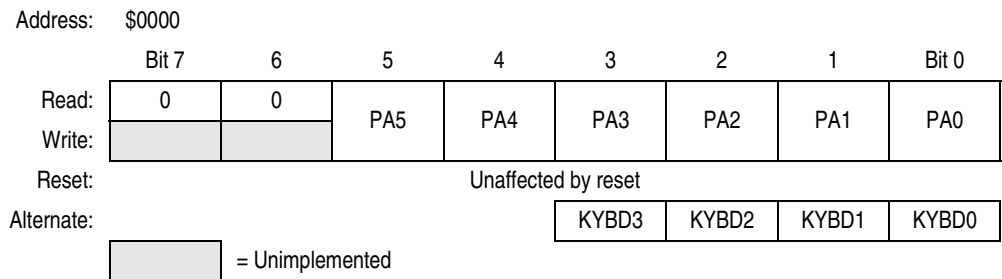 Address: $0000
Bit 7 6 5 4 3 2 1 Bit 0
Read: 0 0 PA5 PA4 PA3 PA2 PA1 PA0
Write:
Reset: Unaffected by reset
Alternate: KYBD3 KYBD2 KYBD1 KYBD0
= Unimplemented